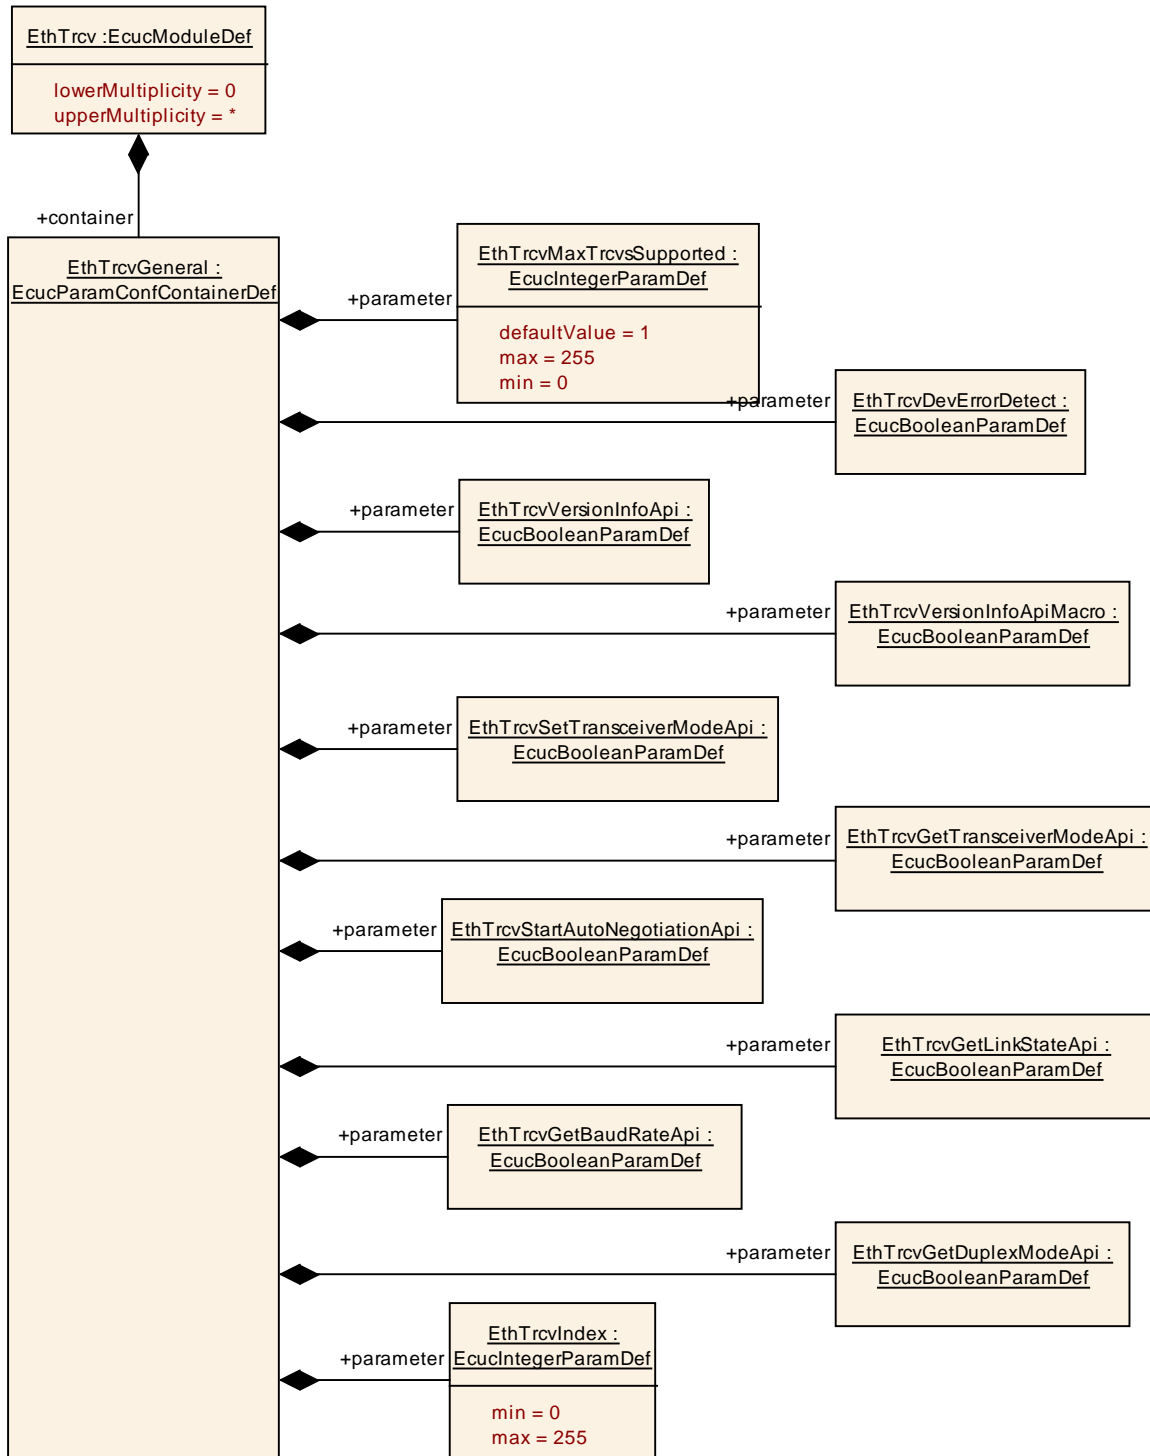 EthTrcv :EcucModuleDef
lowerMultiplicity = 0
upperMultiplicity = *
+container
EthTrcvGeneral :
EcucParamConfContainerDef
+parameter
EthTrcvMaxTrcvsSupported :
EcucIntegerParamDef
defaultValue = 1
max = 255
min = 0
+parameter
EthTrcvDevErrorDetect :
EcucBooleanParamDef
+parameter
EthTrcvVersionInfoApi :
EcucBooleanParamDef
+parameter
EthTrcvVersionInfoApiMacro :
EcucBooleanParamDef
+parameter
EthTrcvSetTransceiverModeApi :
EcucBooleanParamDef
+parameter
EthTrcvGetTransceiverModeApi :
EcucBooleanParamDef
+parameter
EthTrcvStartAutoNegotiationApi :
EcucBooleanParamDef
+parameter
EthTrcvGetLinkStateApi :
EcucBooleanParamDef
+parameter
EthTrcvGetBaudRateApi :
EcucBooleanParamDef
+parameter
EthTrcvGetDuplexModeApi :
EcucBooleanParamDef
+parameter
EthTrcvIndex :
EcucIntegerParamDef
min = 0
max = 255